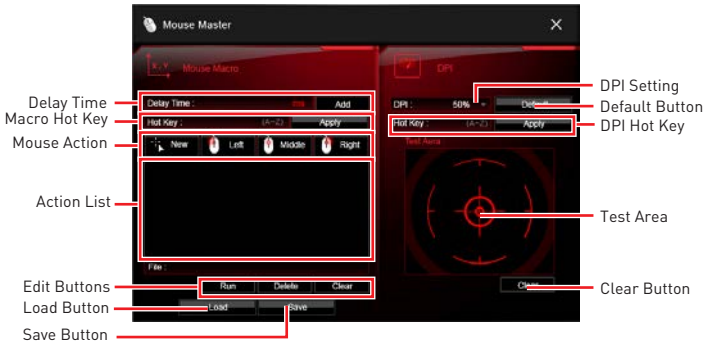 Mouse Master
X, Y
Mouse Macro
DPI
Delay Time :
ms
Add
Hot Key :
(A~Z)
Apply
New
Left
Middle
Right
File :
Run
Delete
Clear
Load
Save
DPI :
50%
Default
Hot Key :
(A~Z)
Apply
Test Area
Clear
Delay Time
Macro Hot Key
Mouse Action
Action List
Edit Buttons
Load Button
Save Button
DPI Setting
Default Button
DPI Hot Key
Test Area
Clear Button